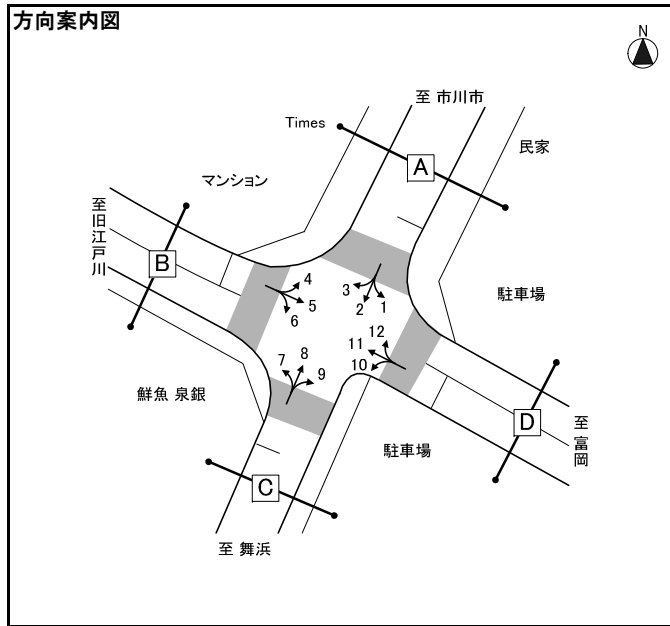 方向案内図
N
至 市川市
Times
民家
A
マンション
至旧江戸川
B
4
5
6
3
2
1
駐車場
12
11
10
7
8
9
鮮魚 泉銀
D
至富岡
駐車場
C
至 舞浜